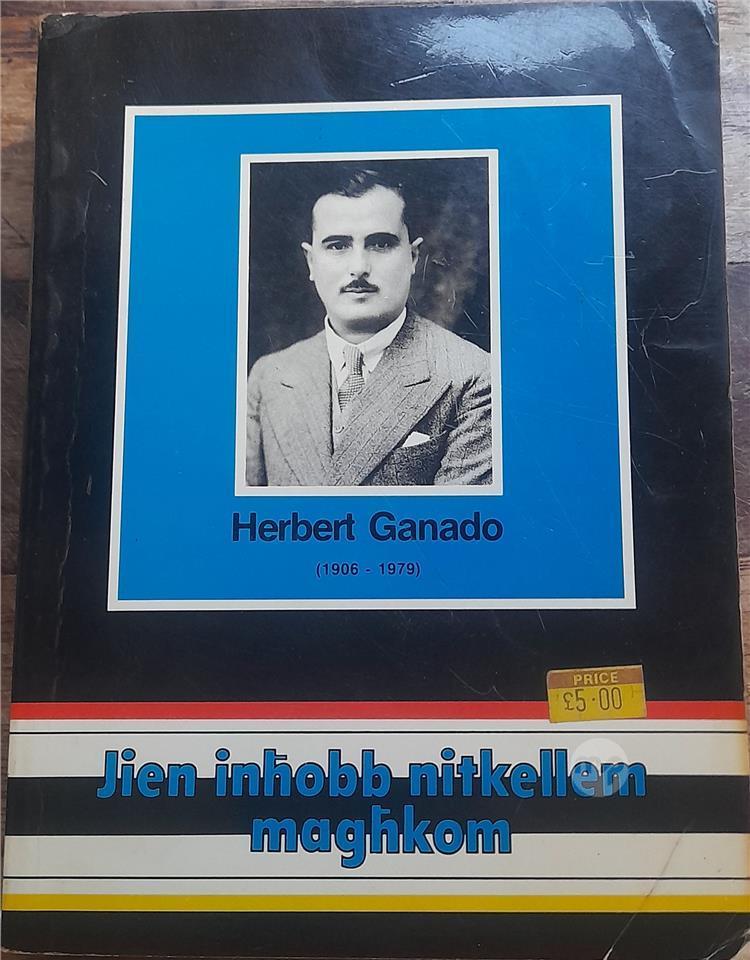 Herbert Ganado
(1906 - 1979)
PRICE
£5·00
Jien inħobb nitkellem
magħkom